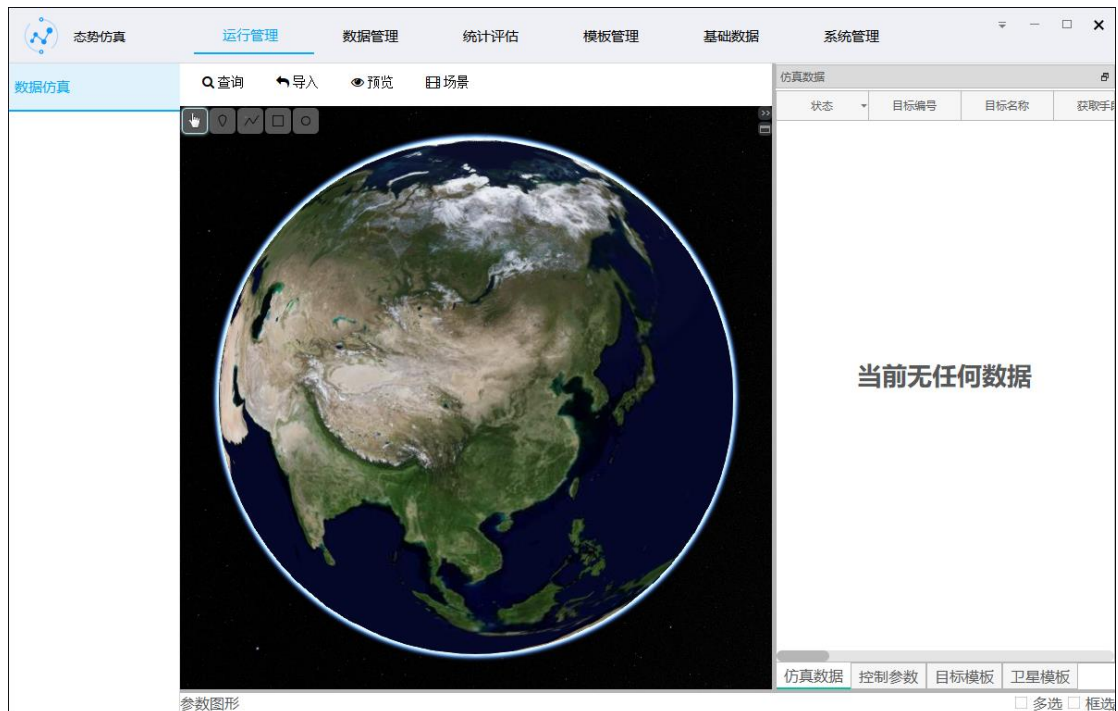 态势仿真 运行管理 数据管理 统计评估 模板管理 基础数据 系统管理
数据仿真
查询 导入 预览 场景
仿真数据
状态 目标编号 目标名称 获取手
当前无任何数据
仿真数据 控制参数 目标模板 卫星模板
参数图形 多选 框选